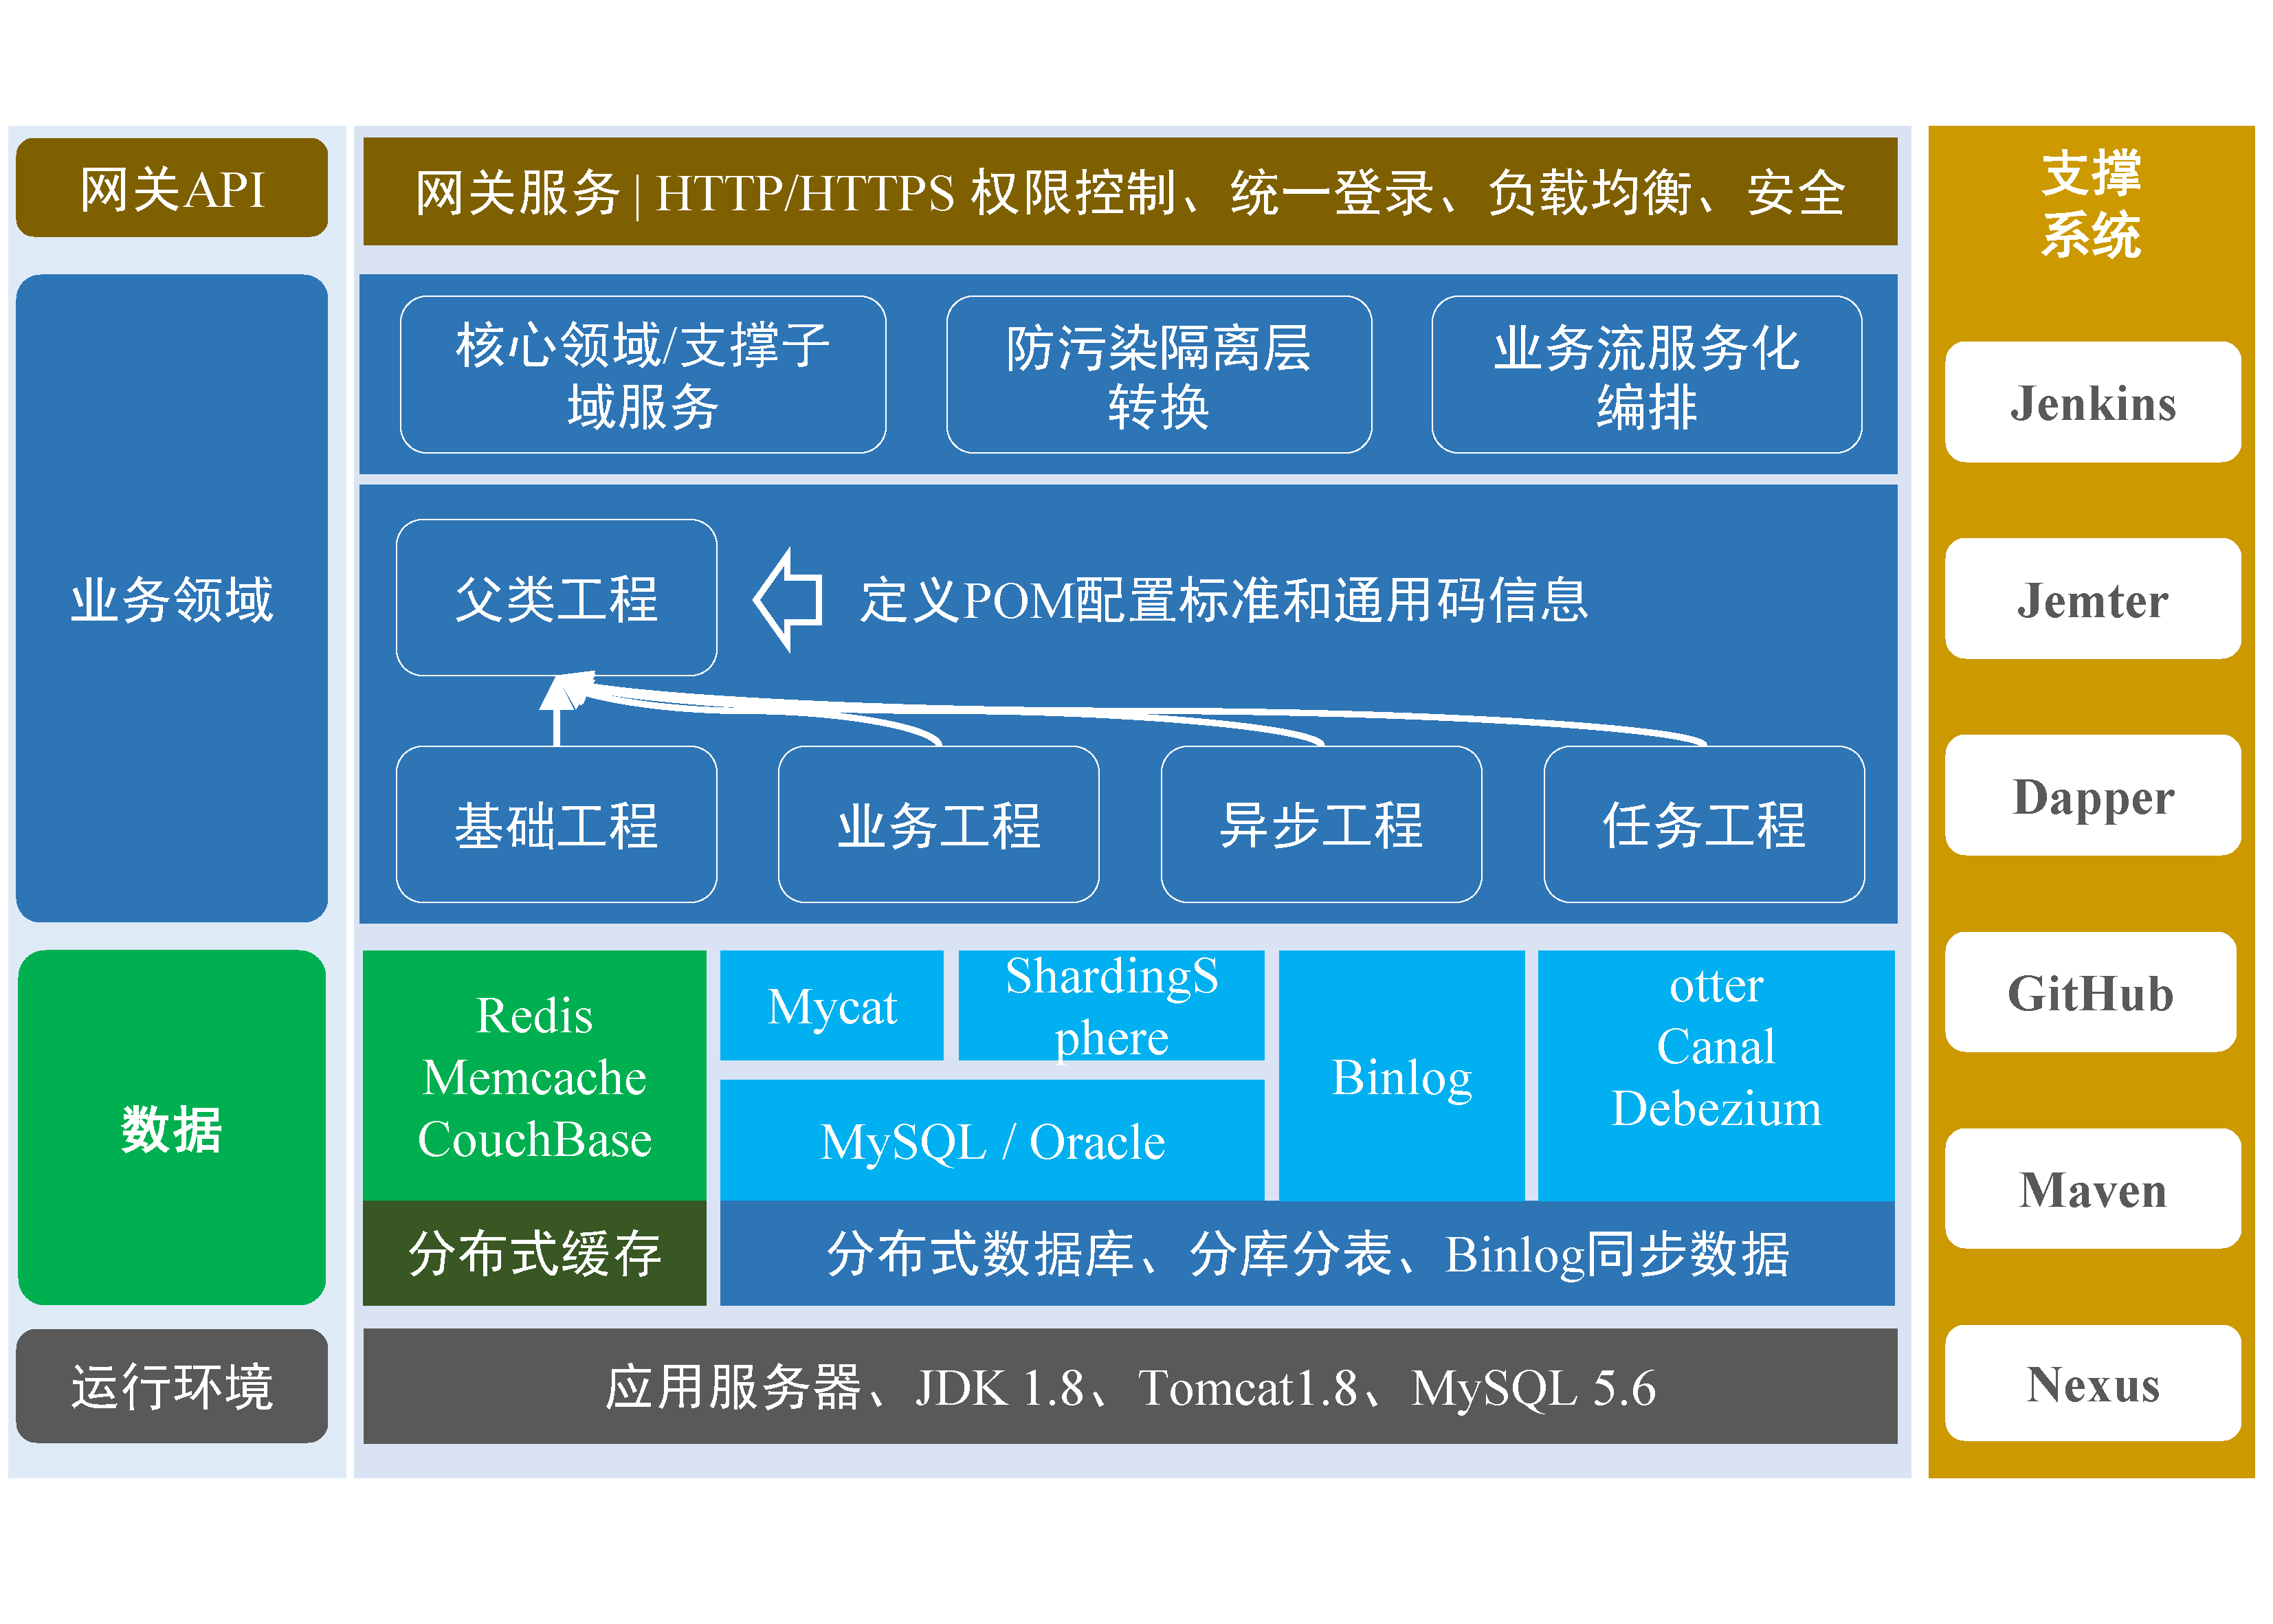 网关API
网关服务 | HTTP/HTTPS 权限控制、统一登录、负载均衡、安全
业务领域
核心领域/支撑子
域服务
防污染隔离层
转换
业务流服务化
编排
父类工程
定义POM配置标准和通用码信息
基础工程
业务工程
异步工程
任务工程
数据
Redis
Memcache
CouchBase
分布式缓存
Mycat
ShardingS
phere
MySQL / Oracle
Binlog
otter
Canal
Debezium
分布式数据库、分库分表、Binlog同步数据
运行环境
应用服务器、JDK 1.8、Tomcat1.8、MySQL 5.6
支撑
系统
Jenkins
Jemter
Dapper
GitHub
Maven
Nexus